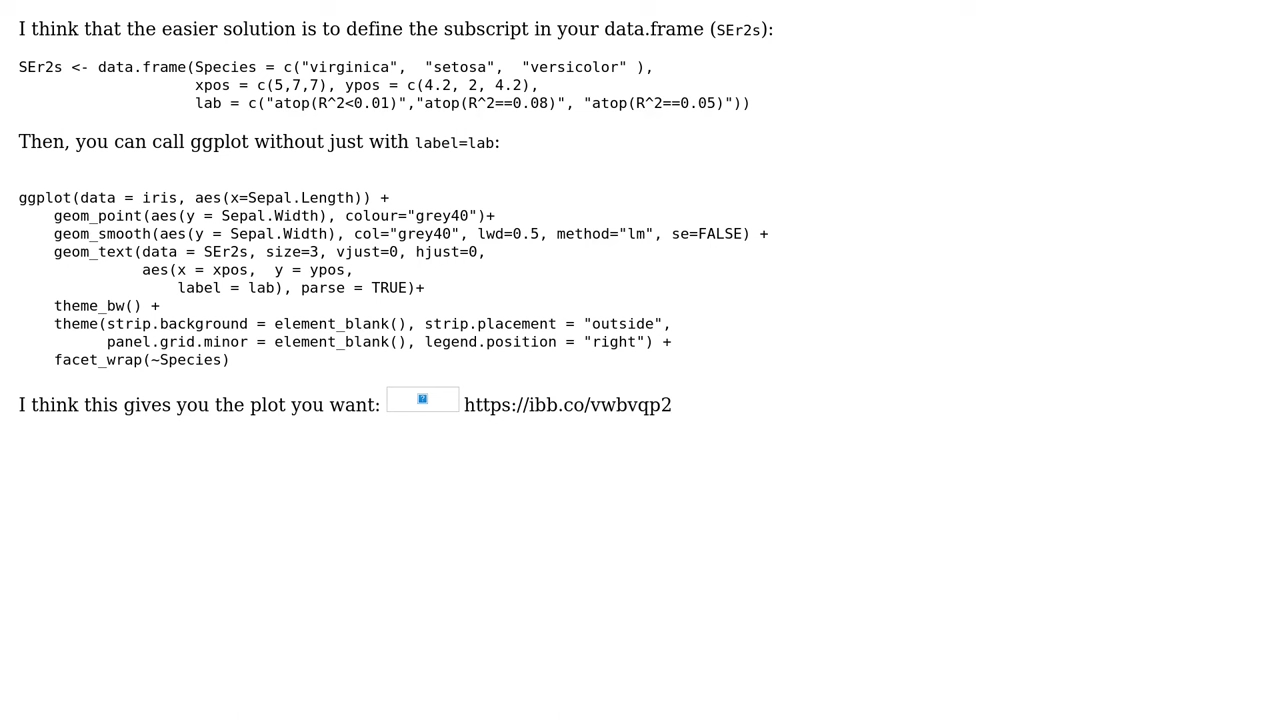 I think that the easier solution is to define the subscript in your data.frame (SEr2s):
SEr2s <- data.frame(Species = c("virginica",  "setosa",  "versicolor" ),
                    xpos = c(5,7,7), ypos = c(4.2, 2, 4.2),
                    lab = c("atop(R^2<0.01)","atop(R^2==0.08)", "atop(R^2==0.05)"))
Then, you can call ggplot without just with label=lab:
ggplot(data = iris, aes(x=Sepal.Length)) +
    geom_point(aes(y = Sepal.Width), colour="grey40")+
    geom_smooth(aes(y = Sepal.Width), col="grey40", lwd=0.5, method="lm", se=FALSE) +
    geom_text(data = SEr2s, size=3, vjust=0, hjust=0,
              aes(x = xpos,  y = ypos,
                  label = lab), parse = TRUE)+
    theme_bw() +
    theme(strip.background = element_blank(), strip.placement = "outside",
          panel.grid.minor = element_blank(), legend.position = "right") +
    facet_wrap(~Species)
I think this gives you the plot you want: https://ibb.co/vwbvqp2